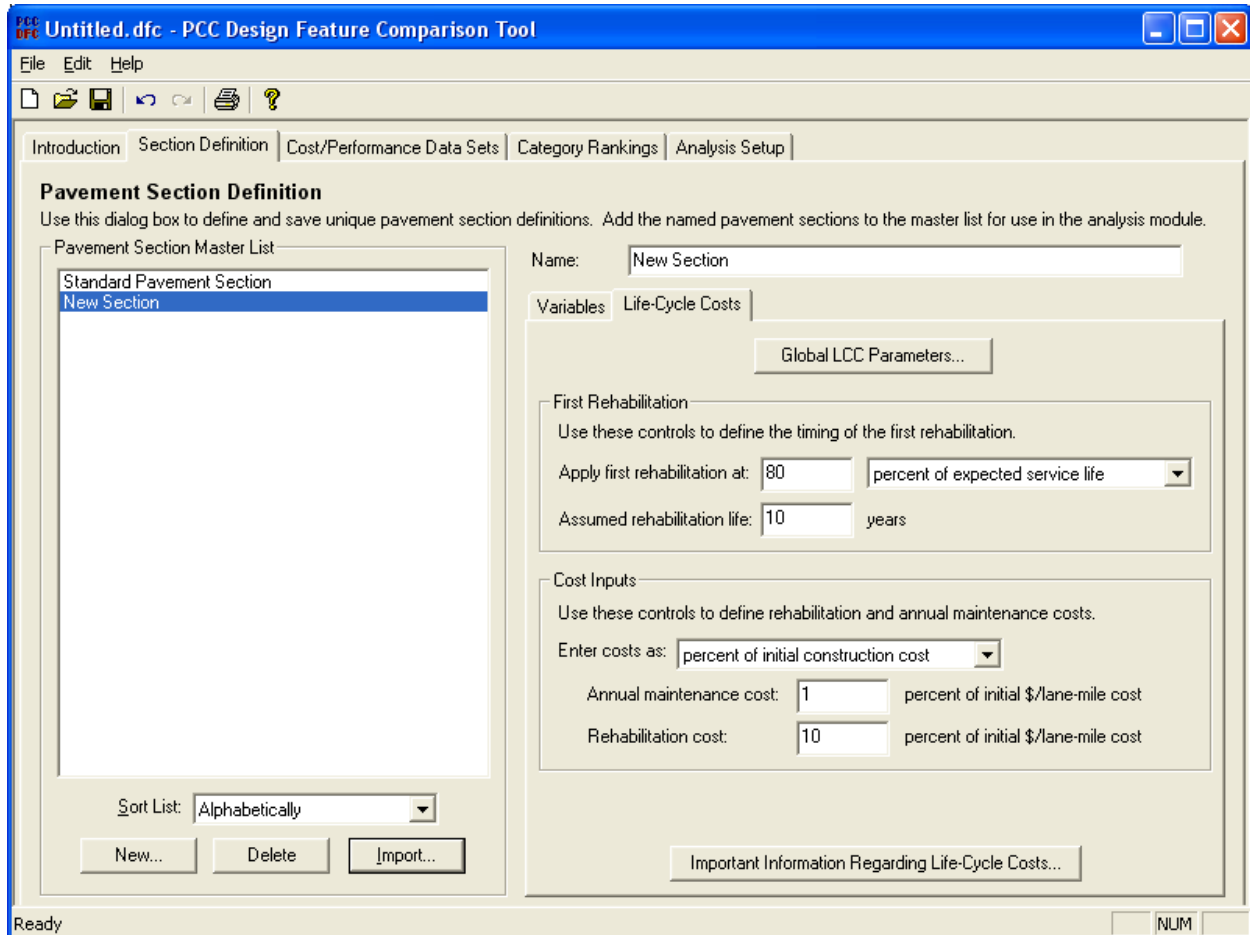 PCC DFC Untitled.dfc - PCC Design Feature Comparison Tool
File Edit Help
Introduction Section Definition Cost/Performance Data Sets Category Rankings Analysis Setup
Pavement Section Definition
Use this dialog box to define and save unique pavement section definitions. Add the named pavement sections to the master list for use in the analysis module.
Pavement Section Master List
Standard Pavement Section
New Section
Sort List: Alphabetically
New... Delete Import...
Name: New Section
Variables Life-Cycle Costs
Global LCC Parameters...
First Rehabilitation
Use these controls to define the timing of the first rehabilitation.
Apply first rehabilitation at: 80 percent of expected service life
Assumed rehabilitation life: 10 years
Cost Inputs
Use these controls to define rehabilitation and annual maintenance costs.
Enter costs as: percent of initial construction cost
Annual maintenance cost: 1 percent of initial $/lane-mile cost
Rehabilitation cost: 10 percent of initial $/lane-mile cost
Important Information Regarding Life-Cycle Costs...
Ready NUM